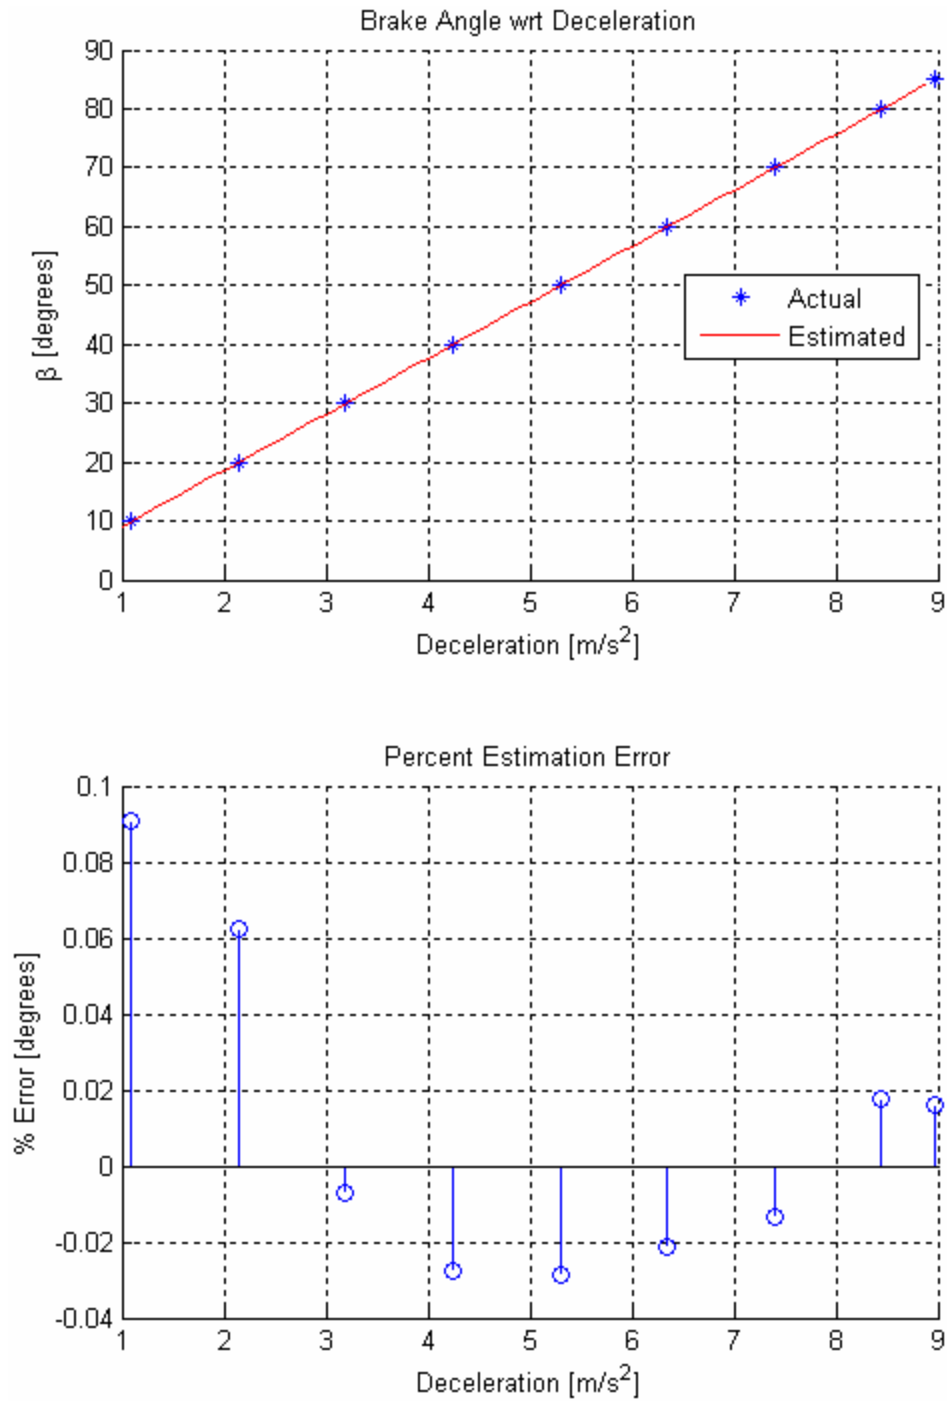 Brake Angle wrt Deceleration
90
80
70
60
50
40
30
20
10
0
β [degrees]
Actual
Estimated
1 2 3 4 5 6 7 8 9
Deceleration [m/s²]
Percent Estimation Error
0.1
0.08
0.06
0.04
0.02
0
-0.02
-0.04
% Error [degrees]
1 2 3 4 5 6 7 8 9
Deceleration [m/s²]